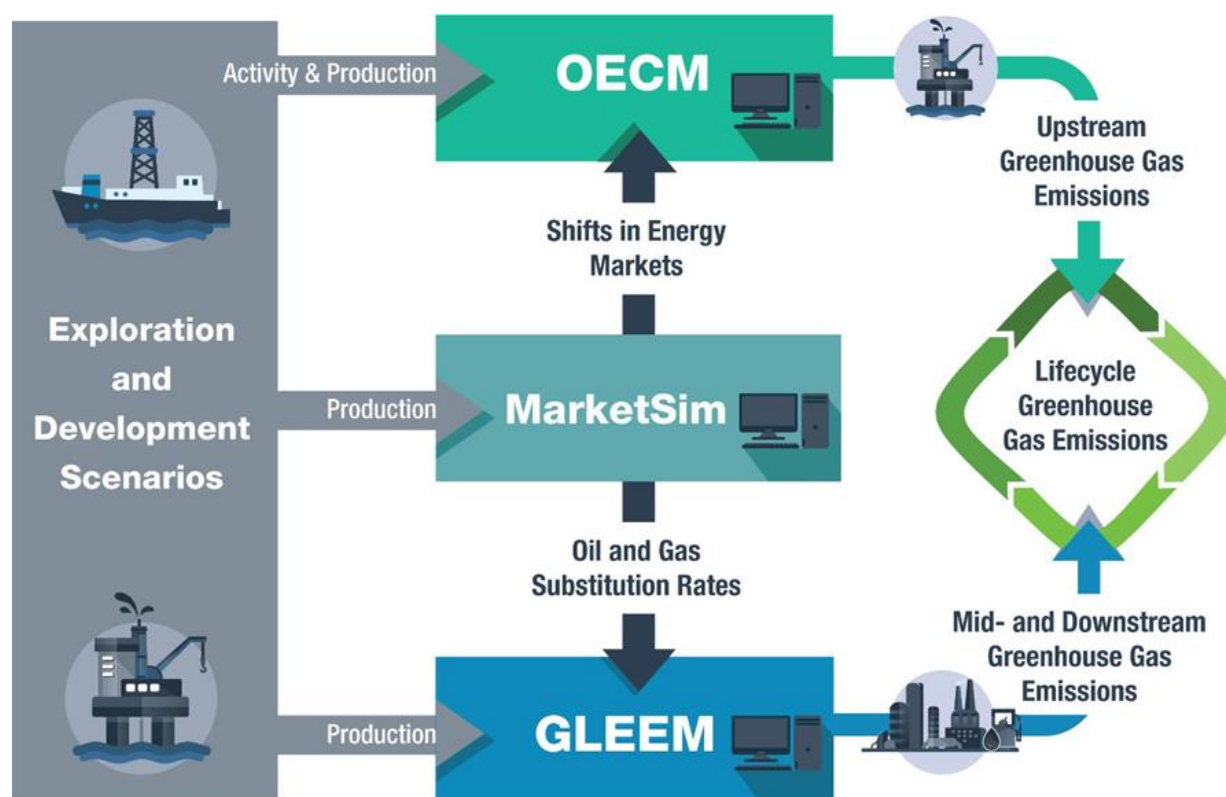 Exploration
and
Development
Scenarios
Activity & Production
OECM
Upstream
Greenhouse Gas
Emissions
Shifts in Energy
Markets
Production
MarketSim
Lifecycle
Greenhouse
Gas Emissions
Oil and Gas
Substitution Rates
Production
GLEEM
Mid- and Downstream
Greenhouse Gas
Emissions